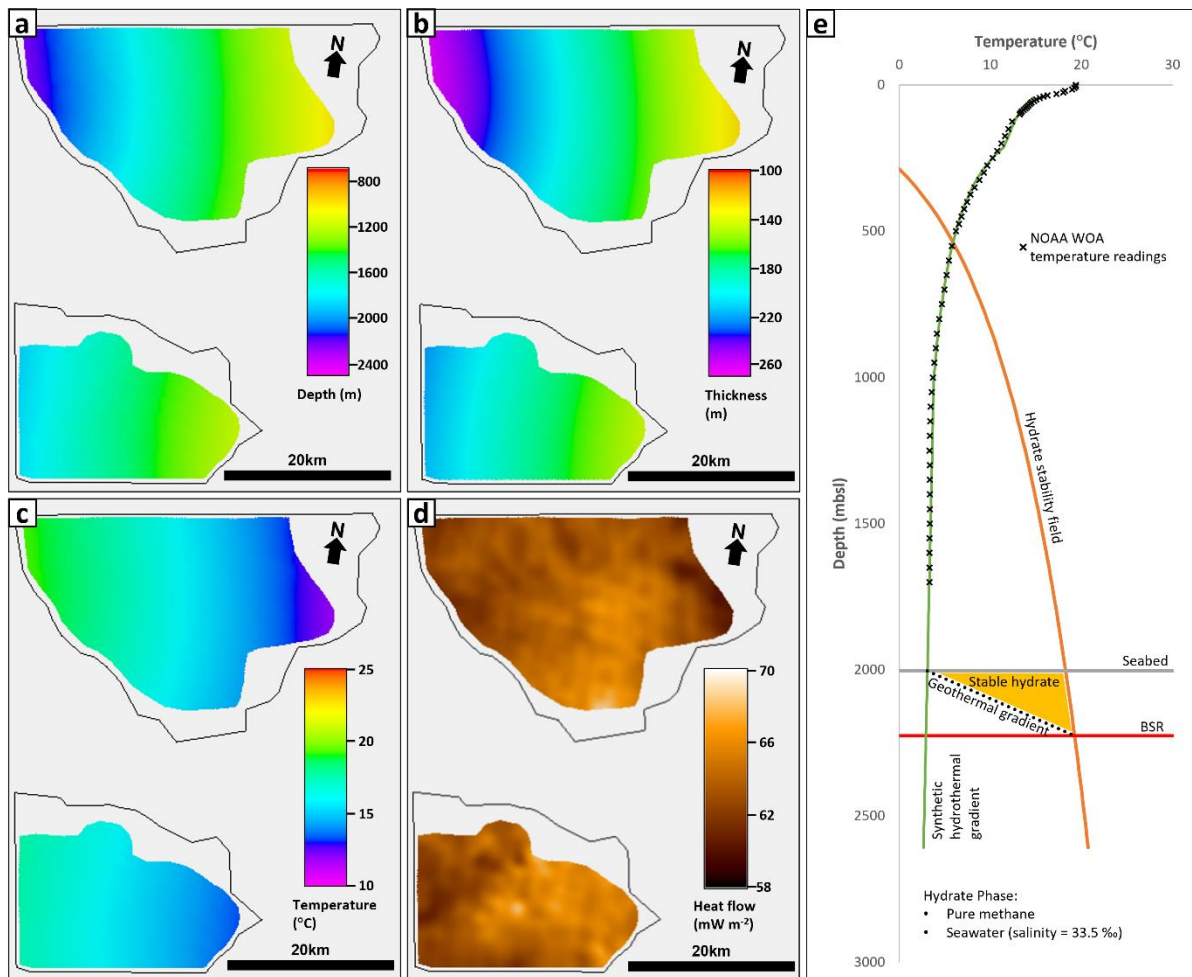 a
N
800
1200
1600
2000
2400
Depth (m)
20km
b
N
100
140
180
220
260
Thickness
(m)
20km
c
N
25
20
15
10
Temperature
(°C)
20km
d
N
70
66
62
58
Heat flow
(mW m⁻²)
20km
e
Temperature (°C)
0 10 20 30
0
500
1000
1500
2000
2500
3000
Depth (mbsl)
NOAA WOA
temperature readings
Hydrate stability field
Seabed
Stable hydrate
Geothermal gradient
BSR
Synthetic
hydrothermal
gradient
Hydrate Phase:
• Pure methane
• Seawater (salinity = 33.5 ‰)